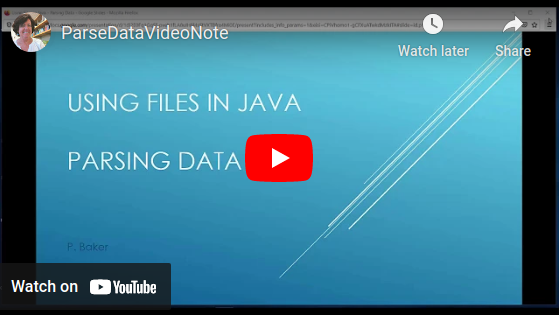 ParseDataVideoNote
Watch later
Share
USING FILES IN JAVA
PARSING DATA
F. Baker
Watch on YouTube